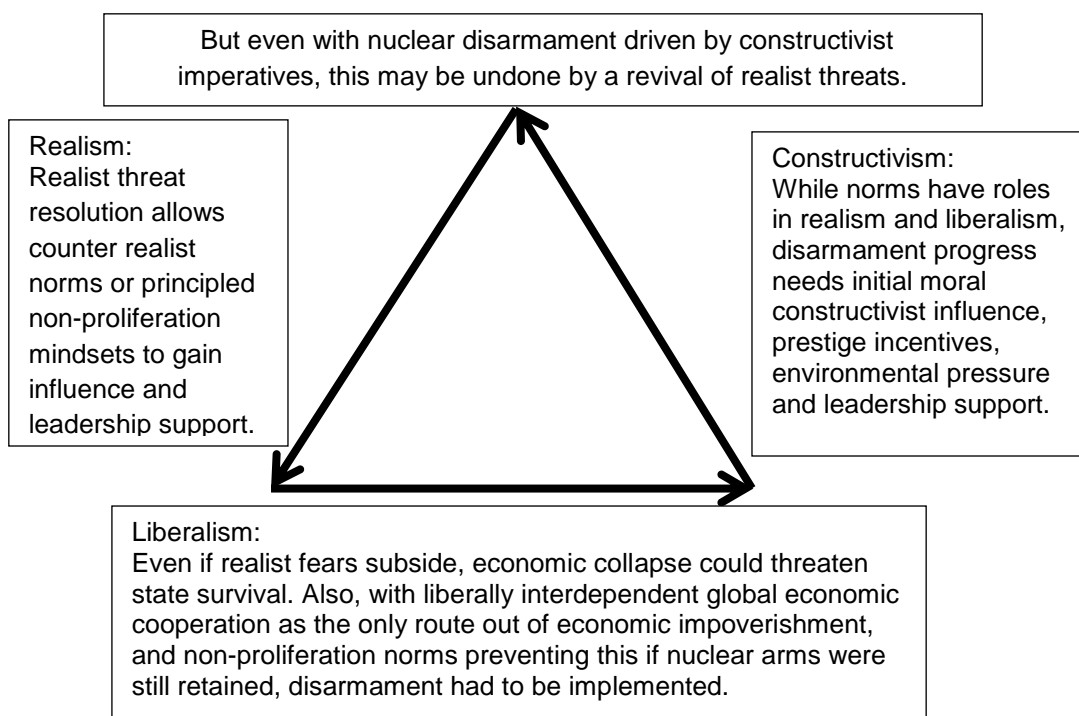 But even with nuclear disarmament driven by constructivist
imperatives, this may be undone by a revival of realist threats.
Realism:
Realist threat
resolution allows
counter realist
norms or principled
non-proliferation
mindsets to gain
influence and
leadership support.
Constructivism:
While norms have roles
in realism and liberalism,
disarmament progress
needs initial moral
constructivist influence,
prestige incentives,
environmental pressure
and leadership support.
Liberalism:
Even if realist fears subside, economic collapse could threaten
state survival. Also, with liberally interdependent global economic
cooperation as the only route out of economic impoverishment,
and non-proliferation norms preventing this if nuclear arms were
still retained, disarmament had to be implemented.